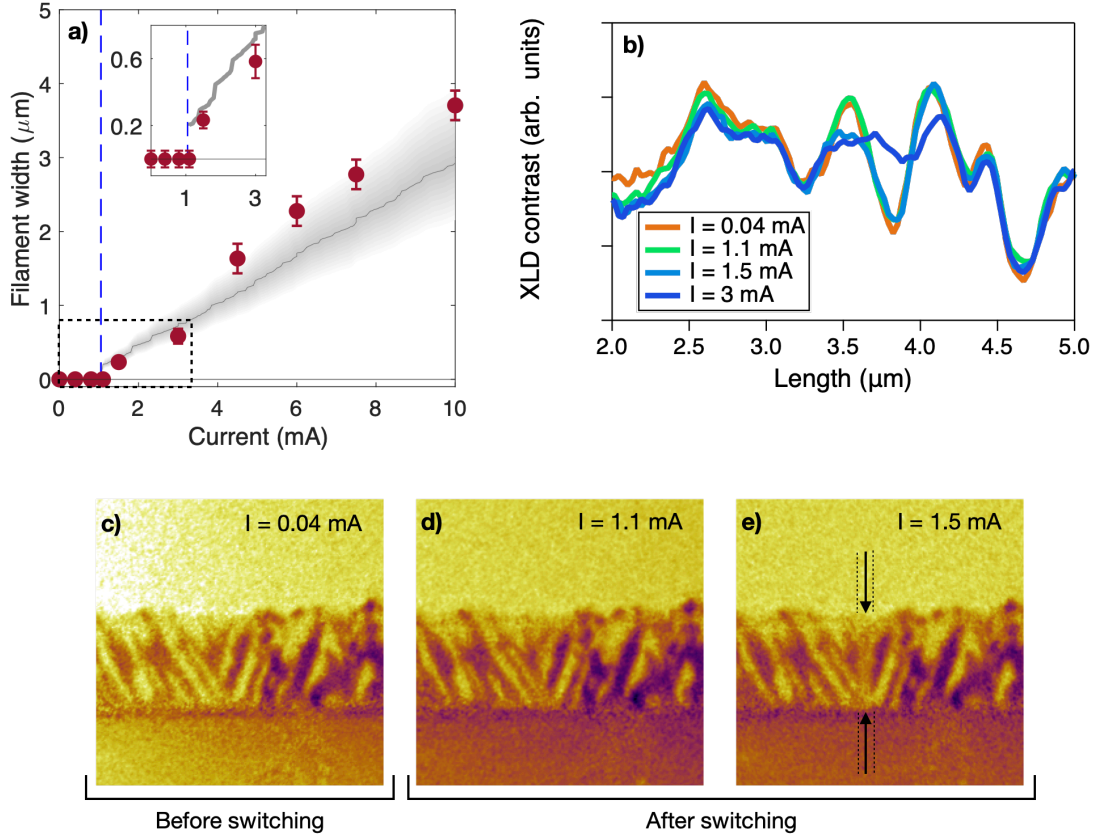 a)
Filament width (μm)
5
4
3
2
1
0
0 2 4 6 8 10
Current (mA)
0.6
0.2
1 3
b)
XLD contrast (arb. units)
I = 0.04 mA
I = 1.1 mA
I = 1.5 mA
I = 3 mA
2.0 2.5 3.0 3.5 4.0 4.5 5.0
Length (μm)
c) I = 0.04 mA
d) I = 1.1 mA
e) I = 1.5 mA
Before switching
After switching